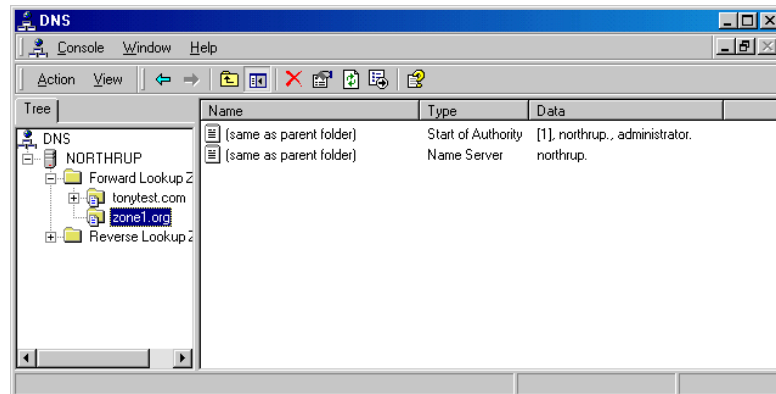 DNS
Console Window Help
Action View
Tree
Name Type Data
DNS
NORTHRUP
Forward Lookup Z
tonytest.com
zone1.org
Reverse Lookup Z
(same as parent folder) Start of Authority [1], northrup., administrator.
(same as parent folder) Name Server northrup.